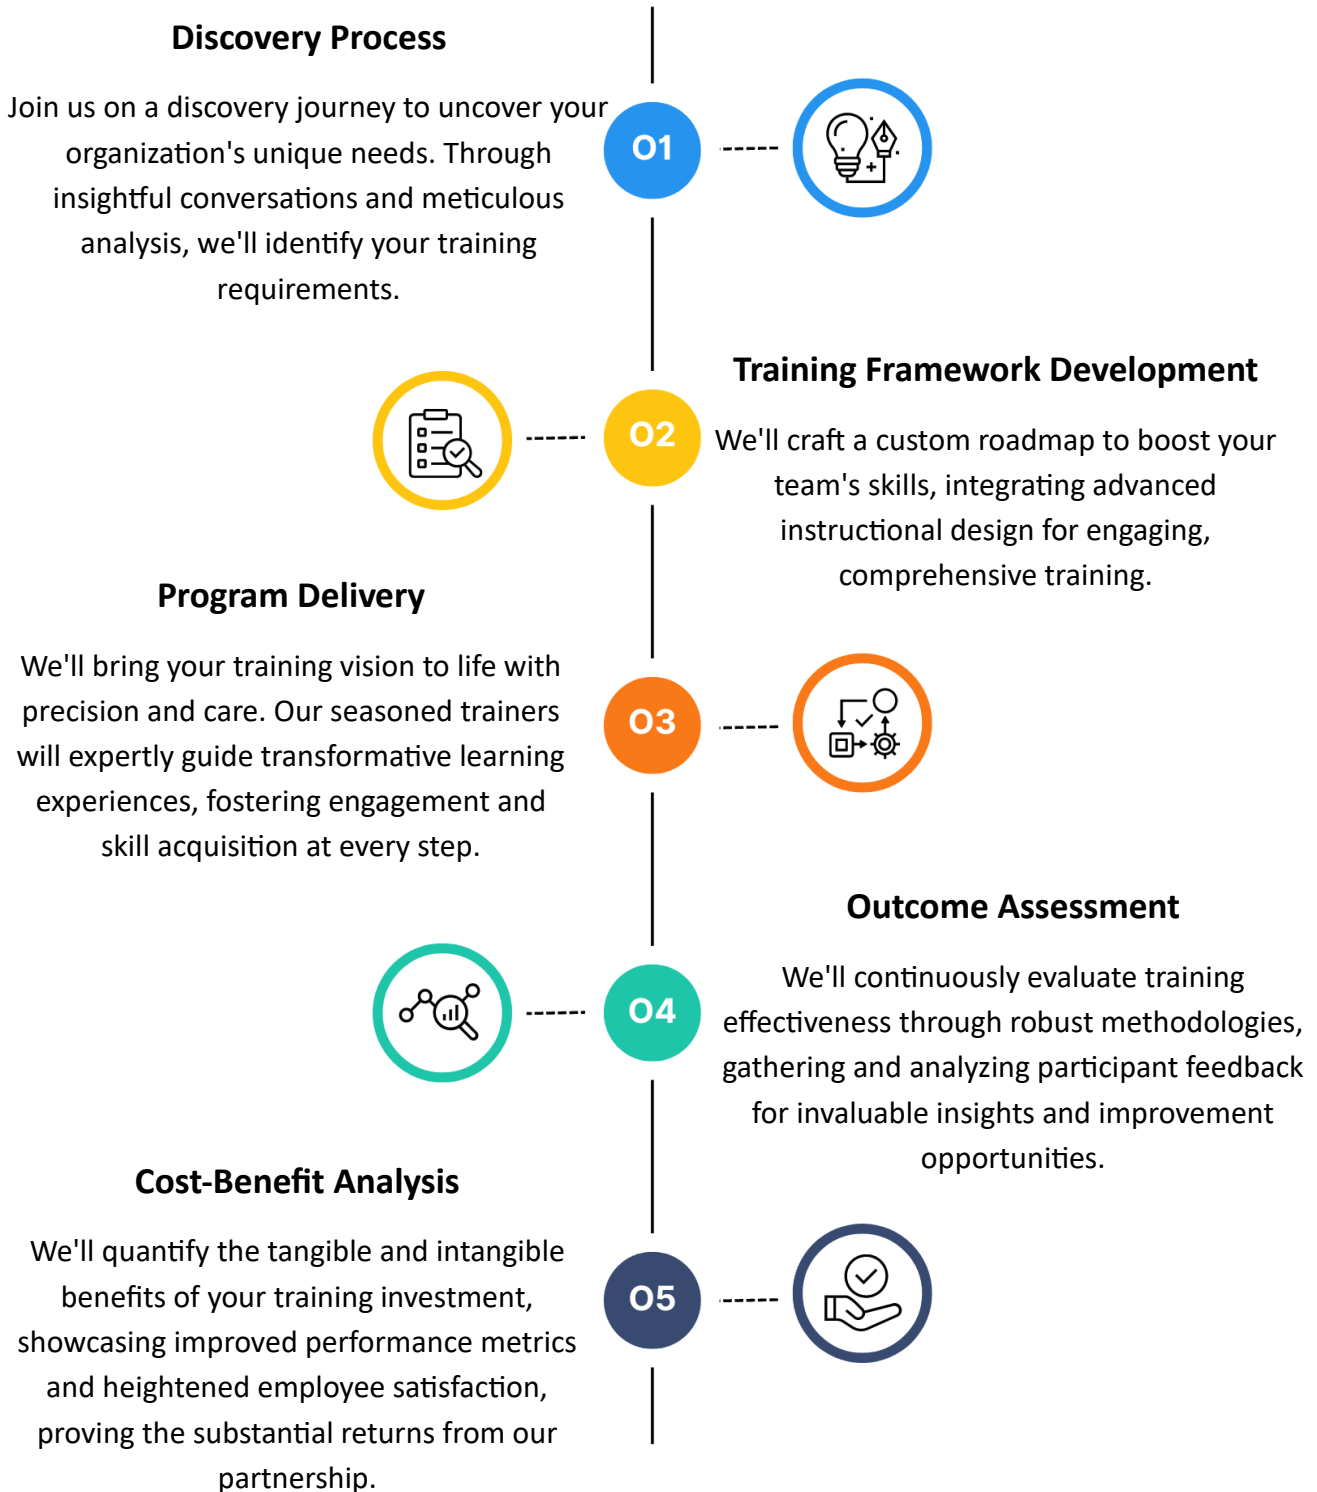 Discovery Process
Join us on a discovery journey to uncover your
organization's unique needs. Through
insightful conversations and meticulous
analysis, we'll identify your training
requirements.
01
Training Framework Development
02
We'll craft a custom roadmap to boost your
team's skills, integrating advanced
instructional design for engaging,
comprehensive training.
Program Delivery
We'll bring your training vision to life with
precision and care. Our seasoned trainers
will expertly guide transformative learning
experiences, fostering engagement and
skill acquisition at every step.
03
Outcome Assessment
04
We'll continuously evaluate training
effectiveness through robust methodologies,
gathering and analyzing participant feedback
for invaluable insights and improvement
opportunities.
Cost-Benefit Analysis
We'll quantify the tangible and intangible
benefits of your training investment,
showcasing improved performance metrics
and heightened employee satisfaction,
proving the substantial returns from our
partnership.
05